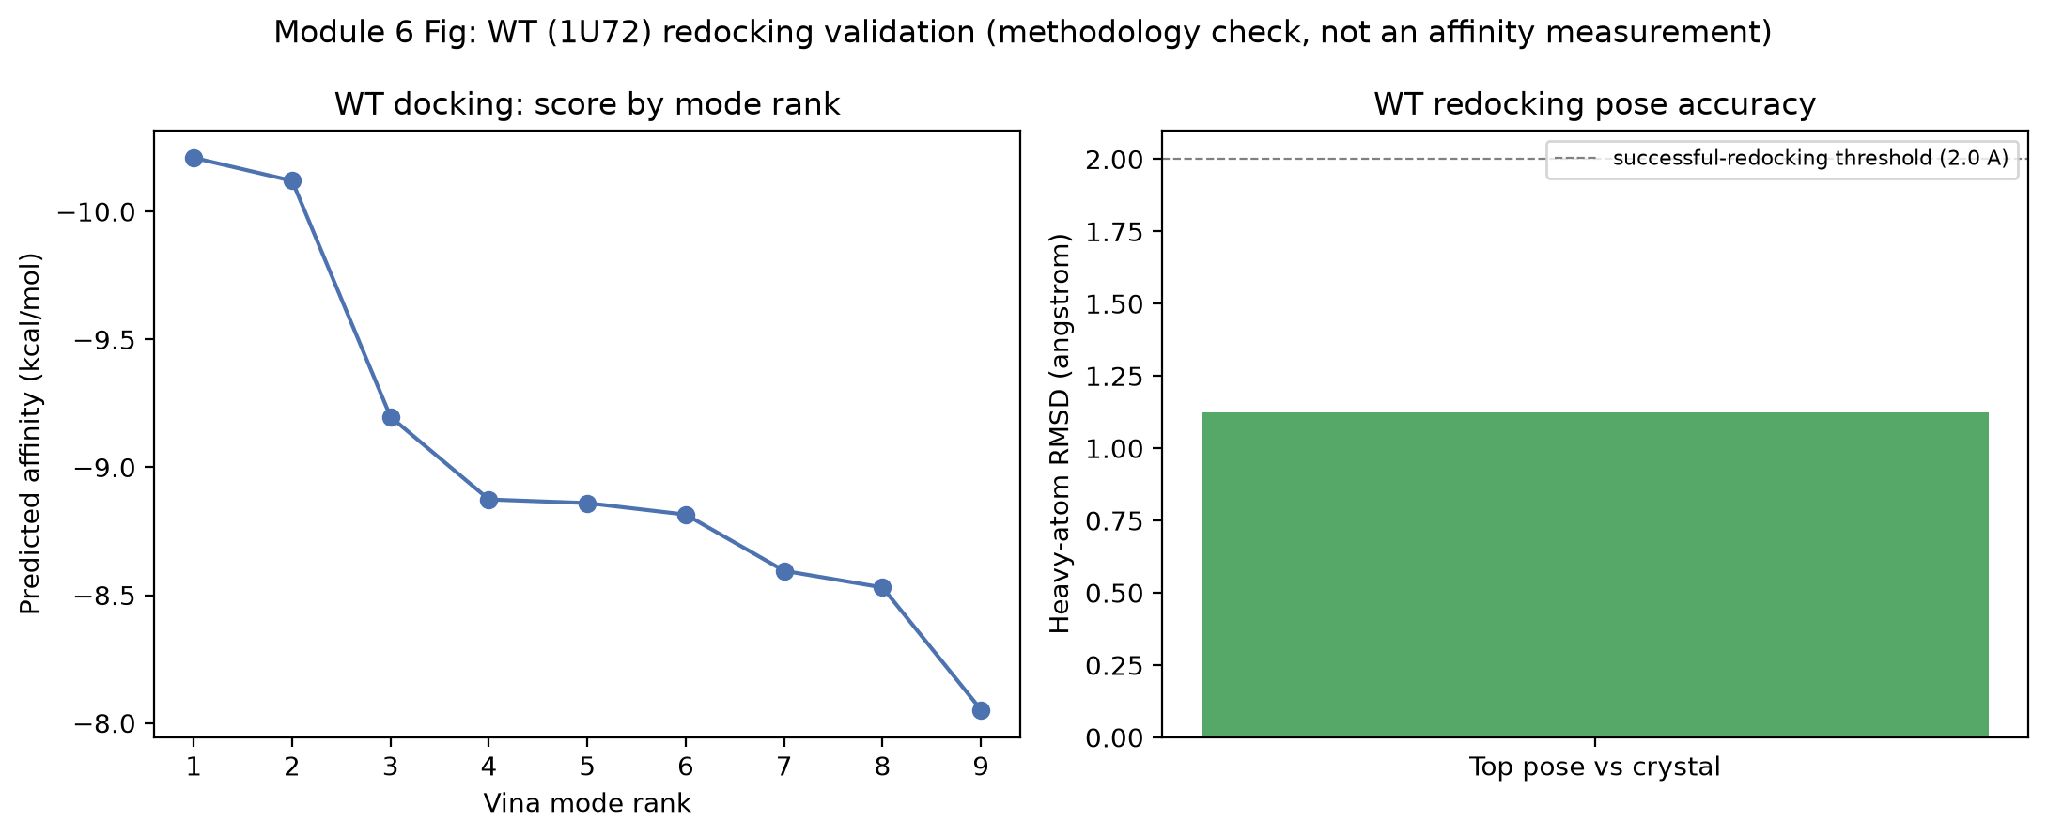 Module 6 Fig: WT (1U72) redocking validation (methodology check, not an affinity measurement)
WT docking: score by mode rank
Predicted affinity (kcal/mol)
−10.0
−9.5
−9.0
−8.5
−8.0
1 2 3 4 5 6 7 8 9
Vina mode rank
WT redocking pose accuracy
Heavy-atom RMSD (angstrom)
2.00
1.75
1.50
1.25
1.00
0.75
0.50
0.25
0.00
successful-redocking threshold (2.0 A)
Top pose vs crystal